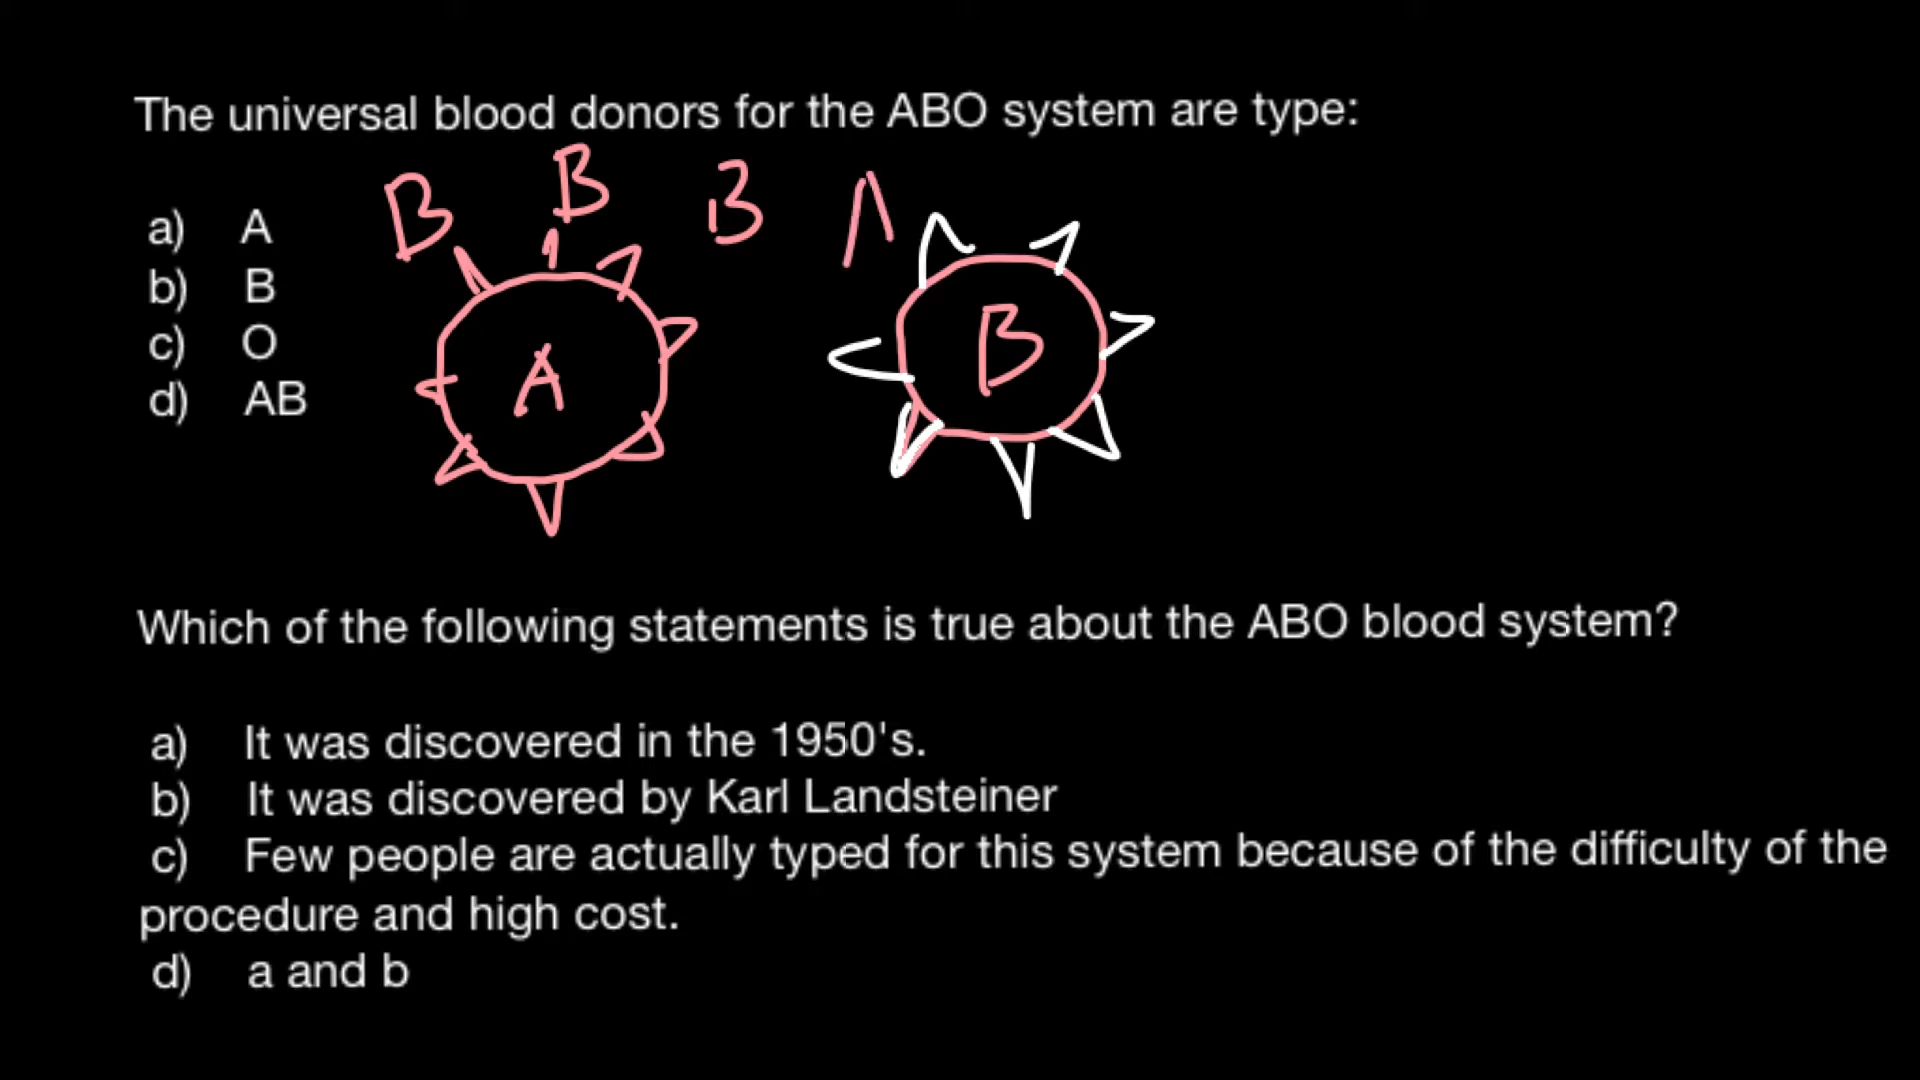 The universal blood donors for the ABO system are type:
B B B A
a) A
b) B
c) O
d) AB
A B
Which of the following statements is true about the ABO blood system?
a) It was discovered in the 1950's.
b) It was discovered by Karl Landsteiner
c) Few people are actually typed for this system because of the difficulty of the
procedure and high cost.
d) a and b